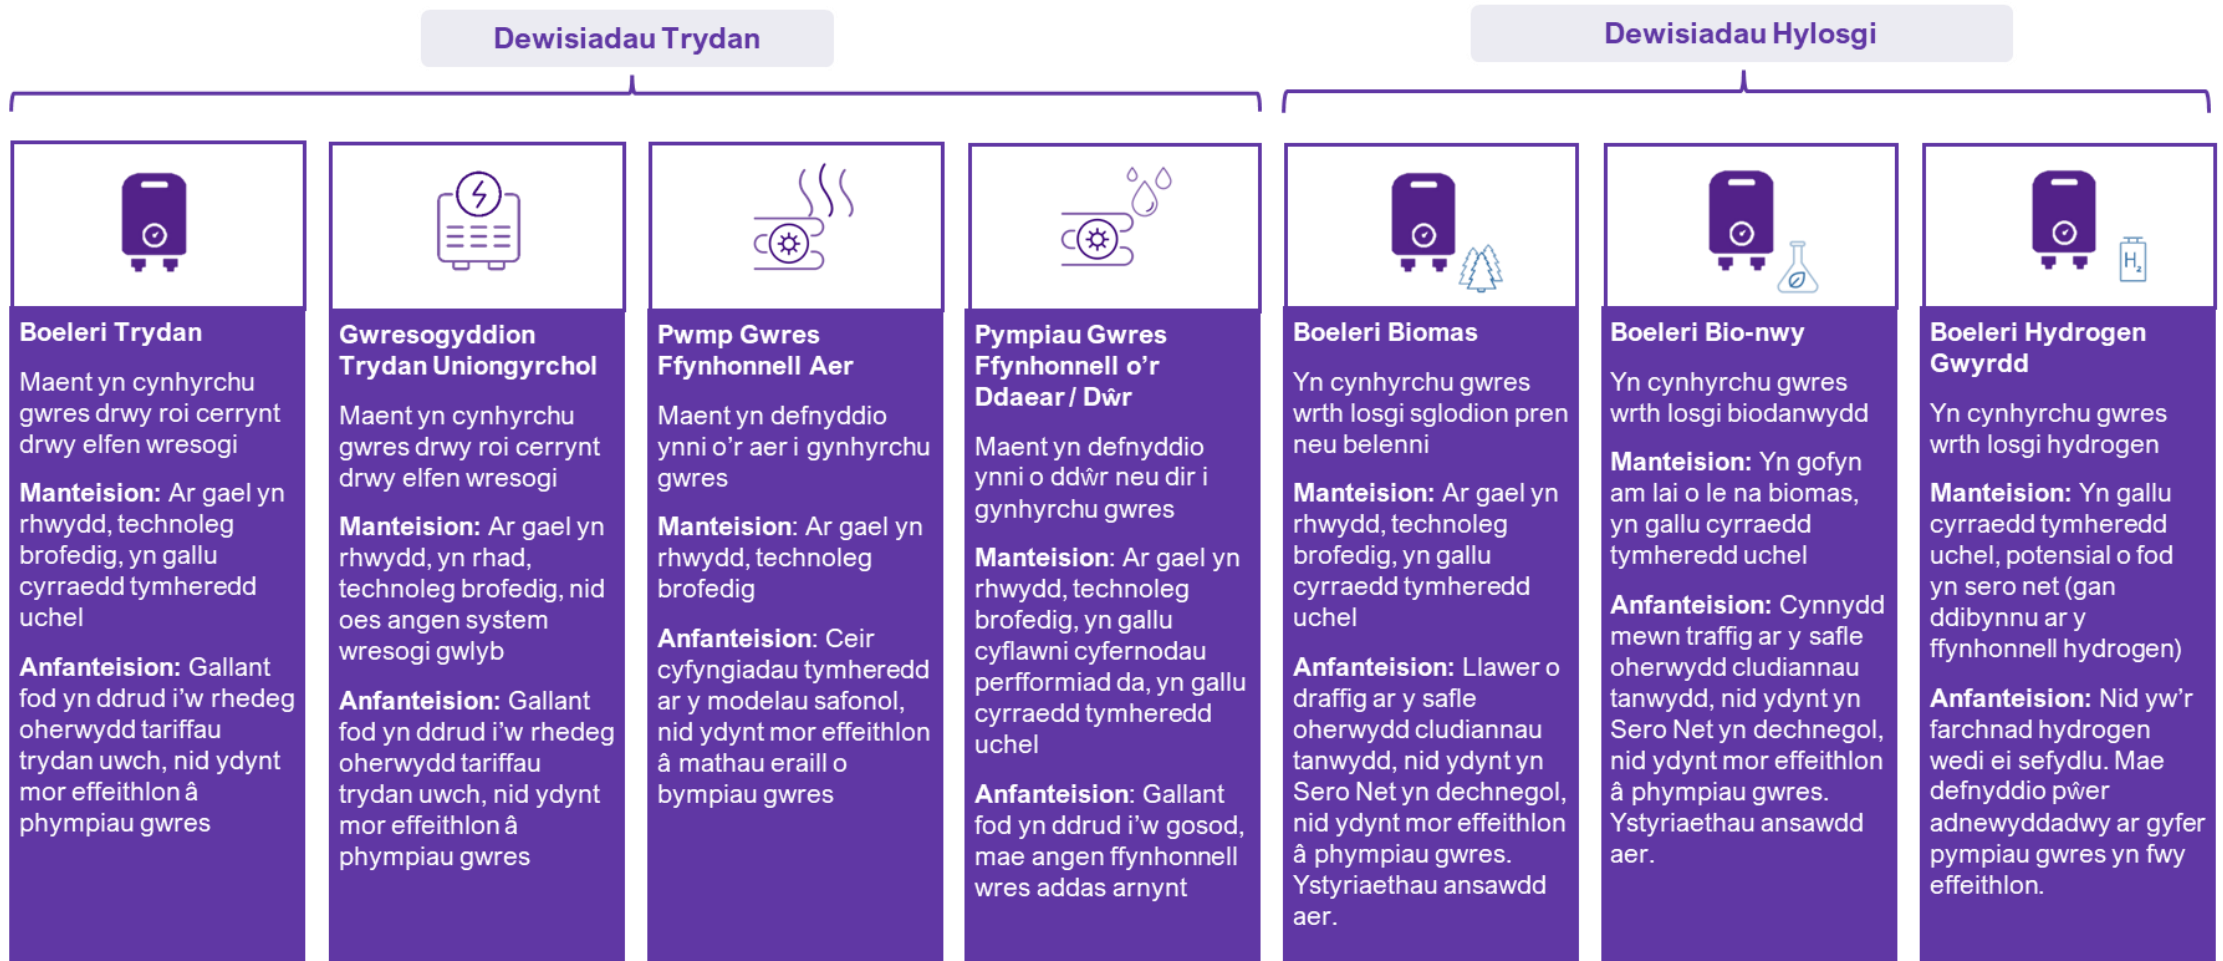 Dewisiadau Trydan
Dewisiadau Hylosgi
Boeleri Trydan
Maent yn cynhyrchu
gwres drwy roi cerrynt
drwy elfen wresogi
Manteision: Ar gael yn
rhwydd, technoleg
brofedig, yn gallu
cyrraedd tymheredd
uchel
Anfanteision: Gallant
fod yn ddrud i’w rhedeg
oherwydd tariffau
trydan uwch, nid ydynt
mor effeithlon â
phympiau gwres
Gwresogyddion
Trydan Uniongyrchol
Maent yn cynhyrchu
gwres drwy roi cerrynt
drwy elfen wresogi
Manteision: Ar gael yn
rhwydd, yn rhad,
technoleg brofedig, nid
oes angen system
wresogi gwlyb
Anfanteision: Gallant
fod yn ddrud i’w rhedeg
oherwydd tariffau
trydan uwch, nid ydynt
mor effeithlon â
phympiau gwres
Pwmp Gwres
Ffynhonnell Aer
Maent yn defnyddio
ynni o’r aer i gynhyrchu
gwres
Manteision: Ar gael yn
rhwydd, technoleg
brofedig
Anfanteision: Ceir
cyfyngiadau tymheredd
ar y modelau safonol,
nid ydynt mor effeithlon
â mathau eraill o
bympiau gwres
Pympiau Gwres
Ffynhonnell o’r
Ddaear / Dŵr
Maent yn defnyddio
ynni o ddŵr neu dir i
gynhyrchu gwres
Manteision: Ar gael yn
rhwydd, technoleg
brofedig, yn gallu
cyflawni cyfernodau
perfformiad da, yn gallu
cyrraedd tymheredd
uchel
Anfanteision: Gallant
fod yn ddrud i’w gosod,
mae angen ffynhonnell
wres addas arnynt
Boeleri Biomas
Yn cynhyrchu gwres
wrth losgi sglodion pren
neu belenni
Manteision: Ar gael yn
rhwydd, technoleg
brofedig, yn gallu
cyrraedd tymheredd
uchel
Anfanteision: Llawer o
draffig ar y safle
oherwydd cludiannau
tanwydd, nid ydynt yn
Sero Net yn dechnegol,
nid ydynt mor effeithlon
â phympiau gwres.
Ystyriaethau ansawdd
aer.
Boeleri Bio-nwy
Yn cynhyrchu gwres
wrth losgi biodanwydd
Manteision: Yn gofyn
am lai o le na biomas,
yn gallu cyrraedd
tymheredd uchel
Anfanteision: Cynnydd
mewn traffig ar y safle
oherwydd cludiannau
tanwydd, nid ydynt yn
Sero Net yn dechnegol,
nid ydynt mor effeithlon
â phympiau gwres.
Ystyriaethau ansawdd
aer.
H₂
Boeleri Hydrogen
Gwyrdd
Yn cynhyrchu gwres
wrth losgi hydrogen
Manteision: Yn gallu
cyrraedd tymheredd
uchel, potensial o fod
yn sero net (gan
ddibynnu ar y
ffynhonnell hydrogen)
Anfanteision: Nid yw’r
farchnad hydrogen
wedi ei sefydlu. Mae
defnyddio pŵer
adnewyddadwy ar gyfer
pympiau gwres yn fwy
effeithlon.